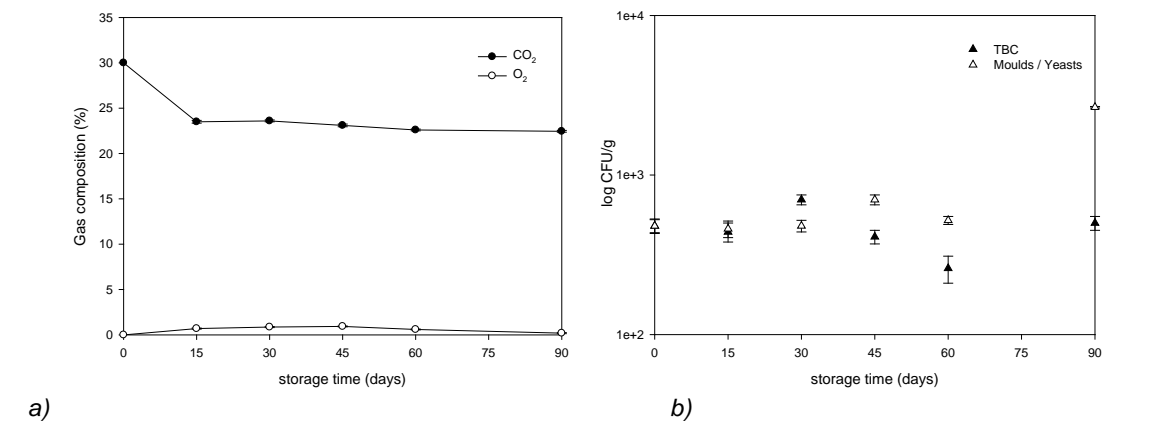 35
30
25
20
15
10
5
0
Gas composition (%)
CO2
O2
0 15 30 45 60 75 90
storage time (days)
a)
1e+4
1e+3
1e+2
log CFU/g
TBC
Moulds / Yeasts
0 15 30 45 60 75 90
storage time (days)
b)